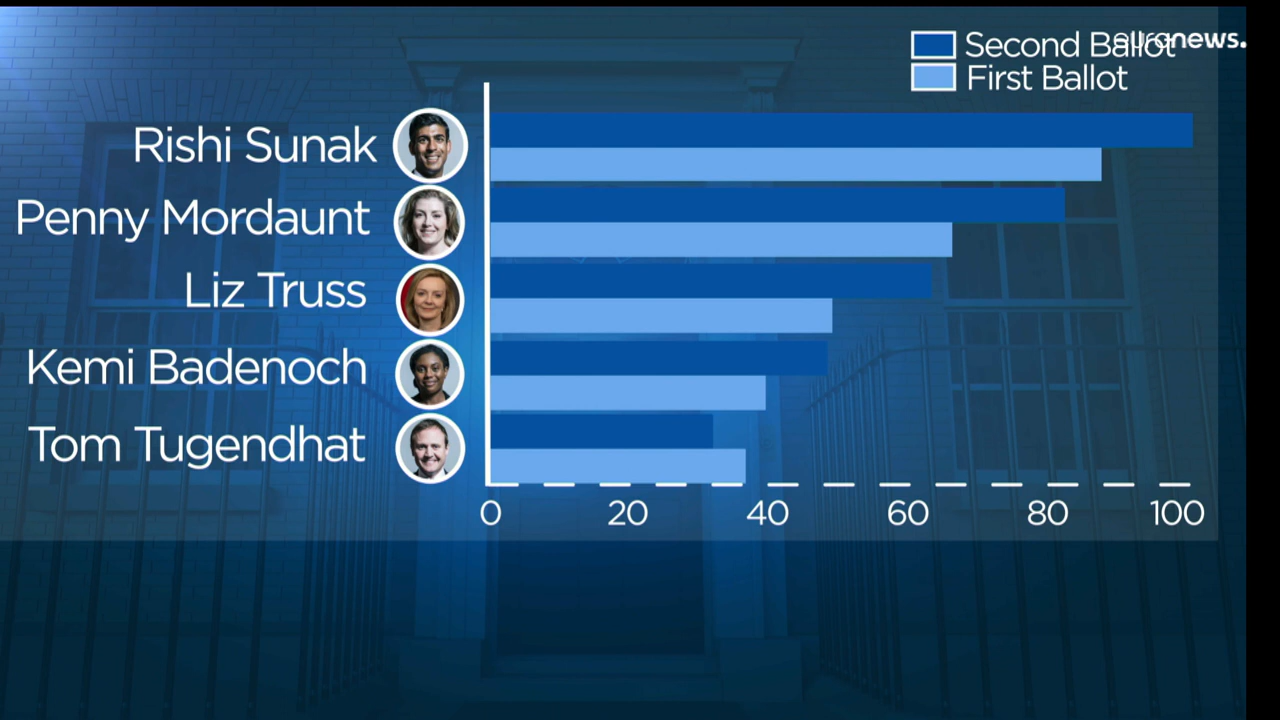 euronews.
Second Ballot
First Ballot
Rishi Sunak
Penny Mordaunt
Liz Truss
Kemi Badenoch
Tom Tugendhat
0 20 40 60 80 100